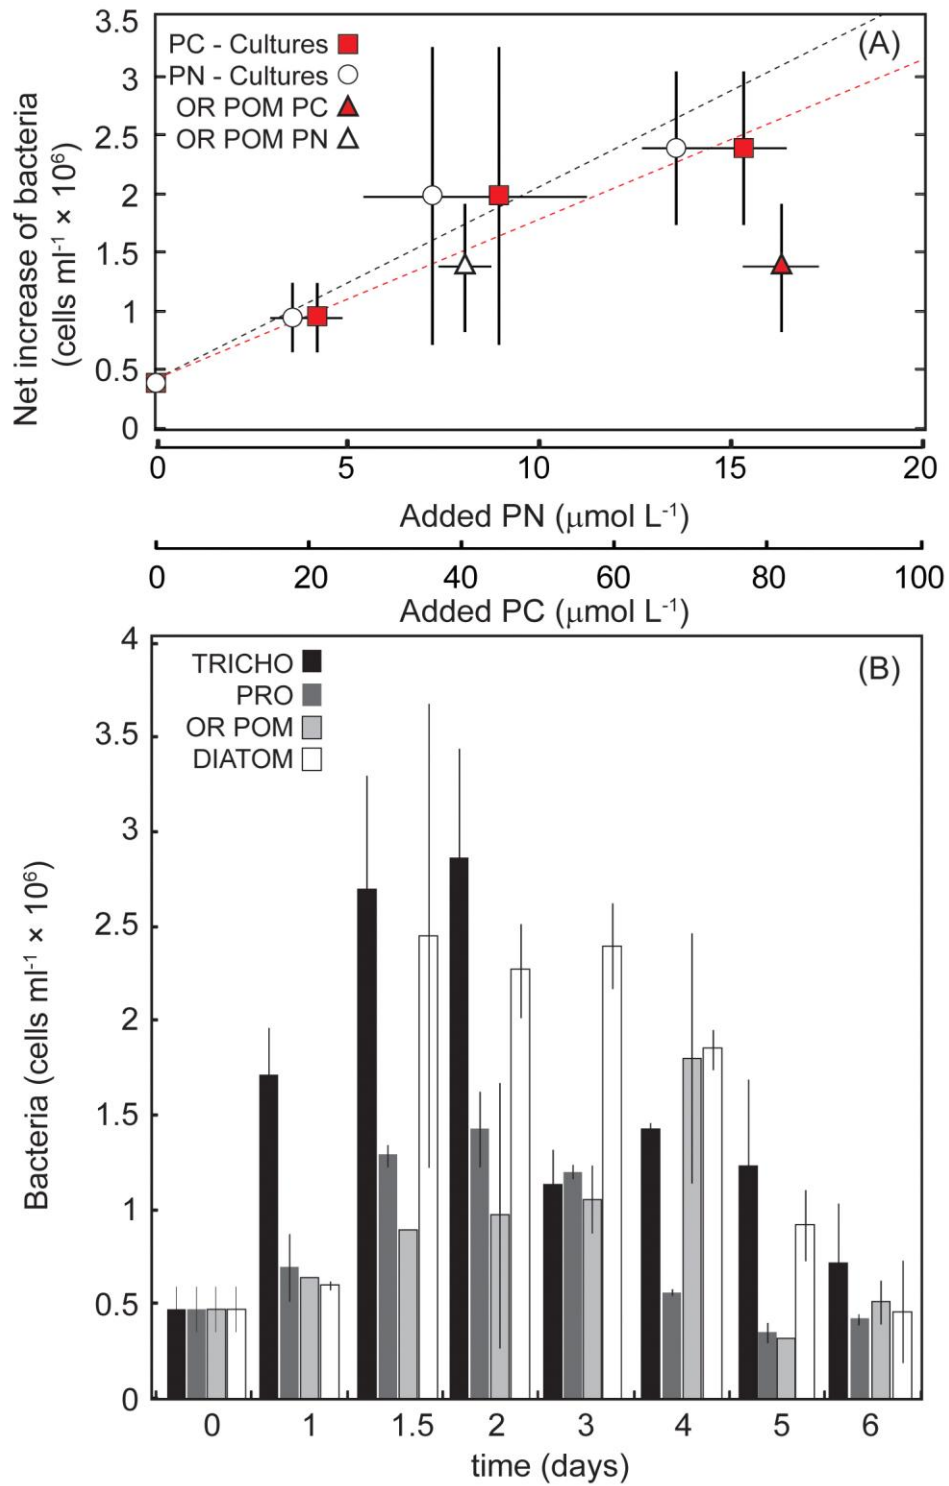 3.5
3
2.5
2
1.5
1
0.5
0
Net increase of bacteria
(cells ml⁻¹ × 10⁶)
PC - Cultures
PN - Cultures
OR POM PC
OR POM PN
(A)
0 5 10 15 20
Added PN (μmol L⁻¹)
0 20 40 60 80 100
Added PC (μmol L⁻¹)
4
3.5
3
2.5
2
1.5
1
0.5
0
Bacteria (cells ml⁻¹ × 10⁶)
TRICHO
PRO
OR POM
DIATOM
(B)
0 1 1.5 2 3 4 5 6
time (days)